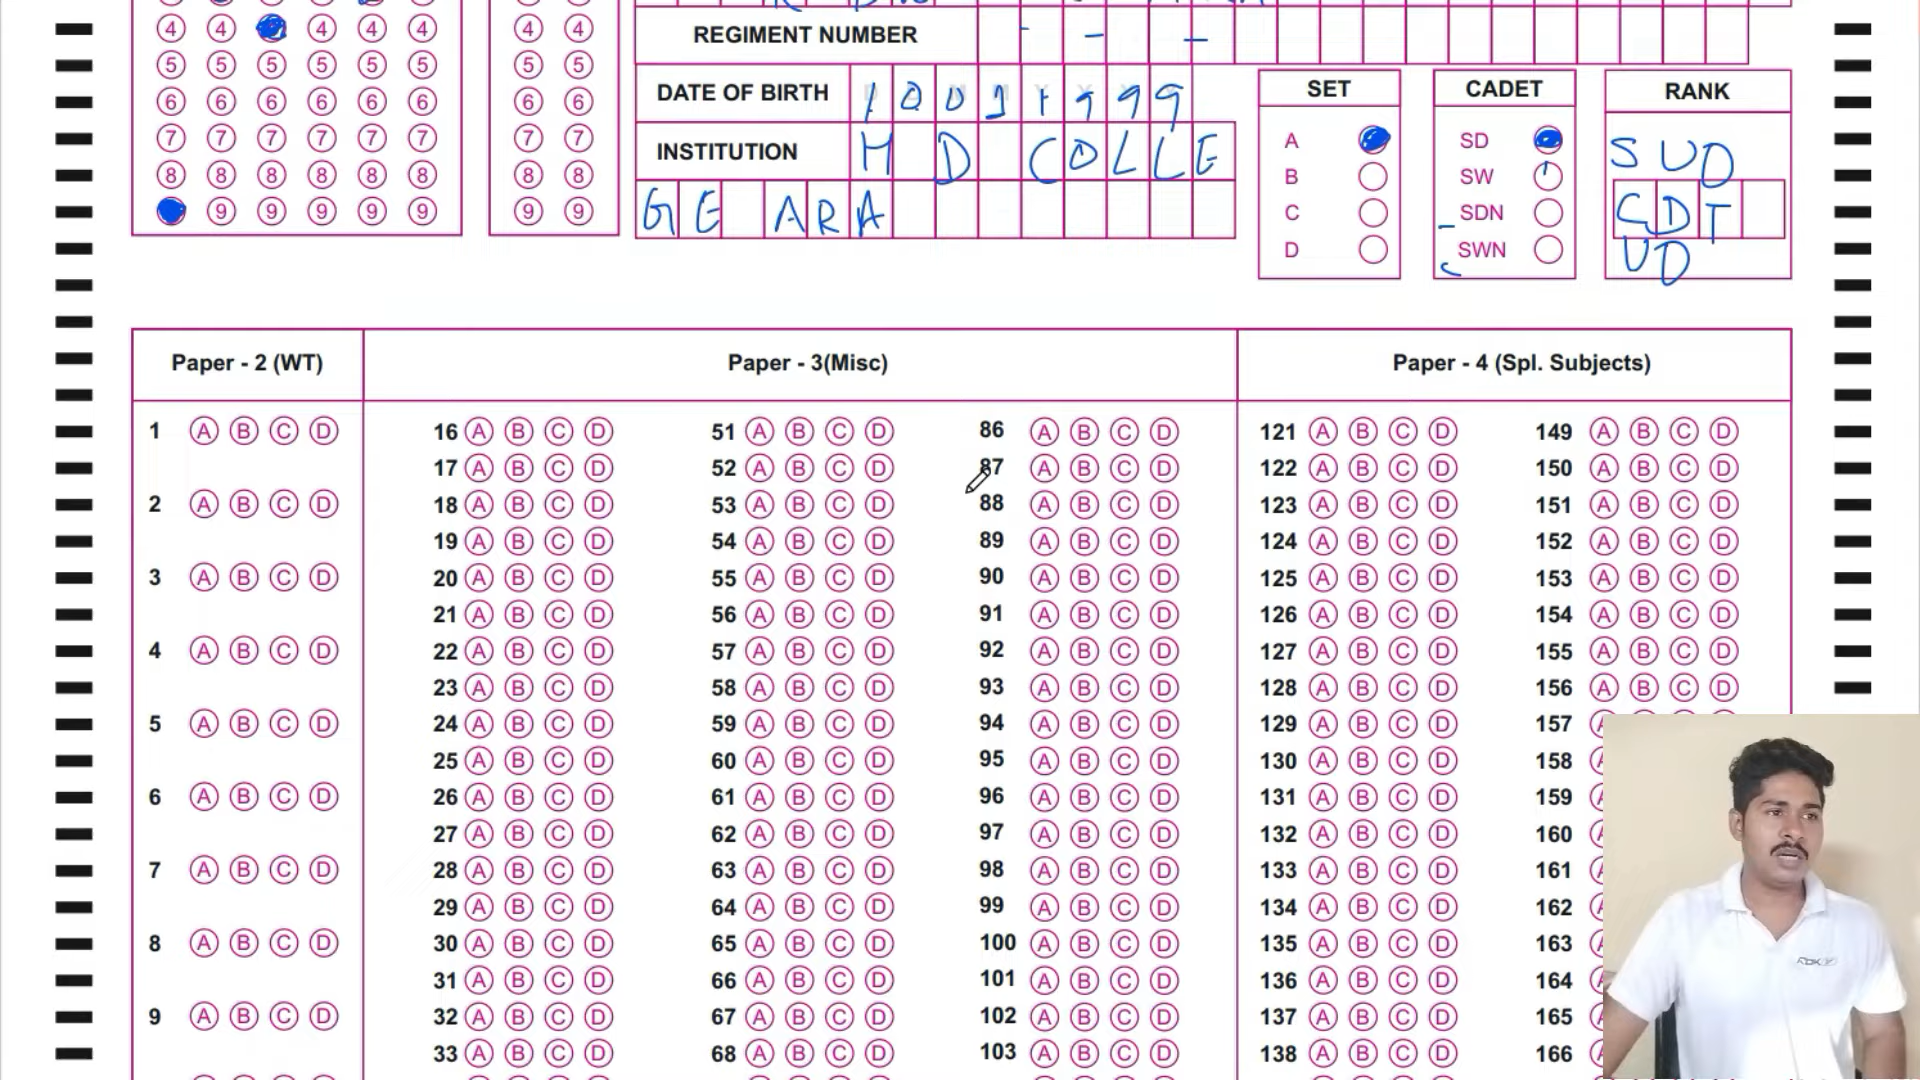 4 4 4 4 4 4 4
REGIMENT NUMBER - - -
5 5 5 5 5 5 5 5
6 6 6 6 6 6 6 6
7 7 7 7 7 7 7 7
8 8 8 8 8 8 8 8
9 9 9 9 9 9 9
DATE OF BIRTH 1 0 0 1 1 9 9 9
INSTITUTION H D COLLE
GE ARA
SET
A
B
C
D
CADET
SD
SW
SDN
SWN
RANK
SUO
CDT
UO
Paper - 2 (WT)
1 A B C D
2 A B C D
3 A B C D
4 A B C D
5 A B C D
6 A B C D
7 A B C D
8 A B C D
9 A B C D
Paper - 3(Misc)
16 A B C D
17 A B C D
18 A B C D
19 A B C D
20 A B C D
21 A B C D
22 A B C D
23 A B C D
24 A B C D
25 A B C D
26 A B C D
27 A B C D
28 A B C D
29 A B C D
30 A B C D
31 A B C D
32 A B C D
33 A B C D
51 A B C D
52 A B C D
53 A B C D
54 A B C D
55 A B C D
56 A B C D
57 A B C D
58 A B C D
59 A B C D
60 A B C D
61 A B C D
62 A B C D
63 A B C D
64 A B C D
65 A B C D
66 A B C D
67 A B C D
68 A B C D
86 A B C D
87 A B C D
88 A B C D
89 A B C D
90 A B C D
91 A B C D
92 A B C D
93 A B C D
94 A B C D
95 A B C D
96 A B C D
97 A B C D
98 A B C D
99 A B C D
100 A B C D
101 A B C D
102 A B C D
103 A B C D
Paper - 4 (Spl. Subjects)
121 A B C D
122 A B C D
123 A B C D
124 A B C D
125 A B C D
126 A B C D
127 A B C D
128 A B C D
129 A B C D
130 A B C D
131 A B C D
132 A B C D
133 A B C D
134 A B C D
135 A B C D
136 A B C D
137 A B C D
138 A B C D
149 A B C D
150 A B C D
151 A B C D
152 A B C D
153 A B C D
154 A B C D
155 A B C D
156 A B C D
157
158
159
160
161
162
163
164
165
166